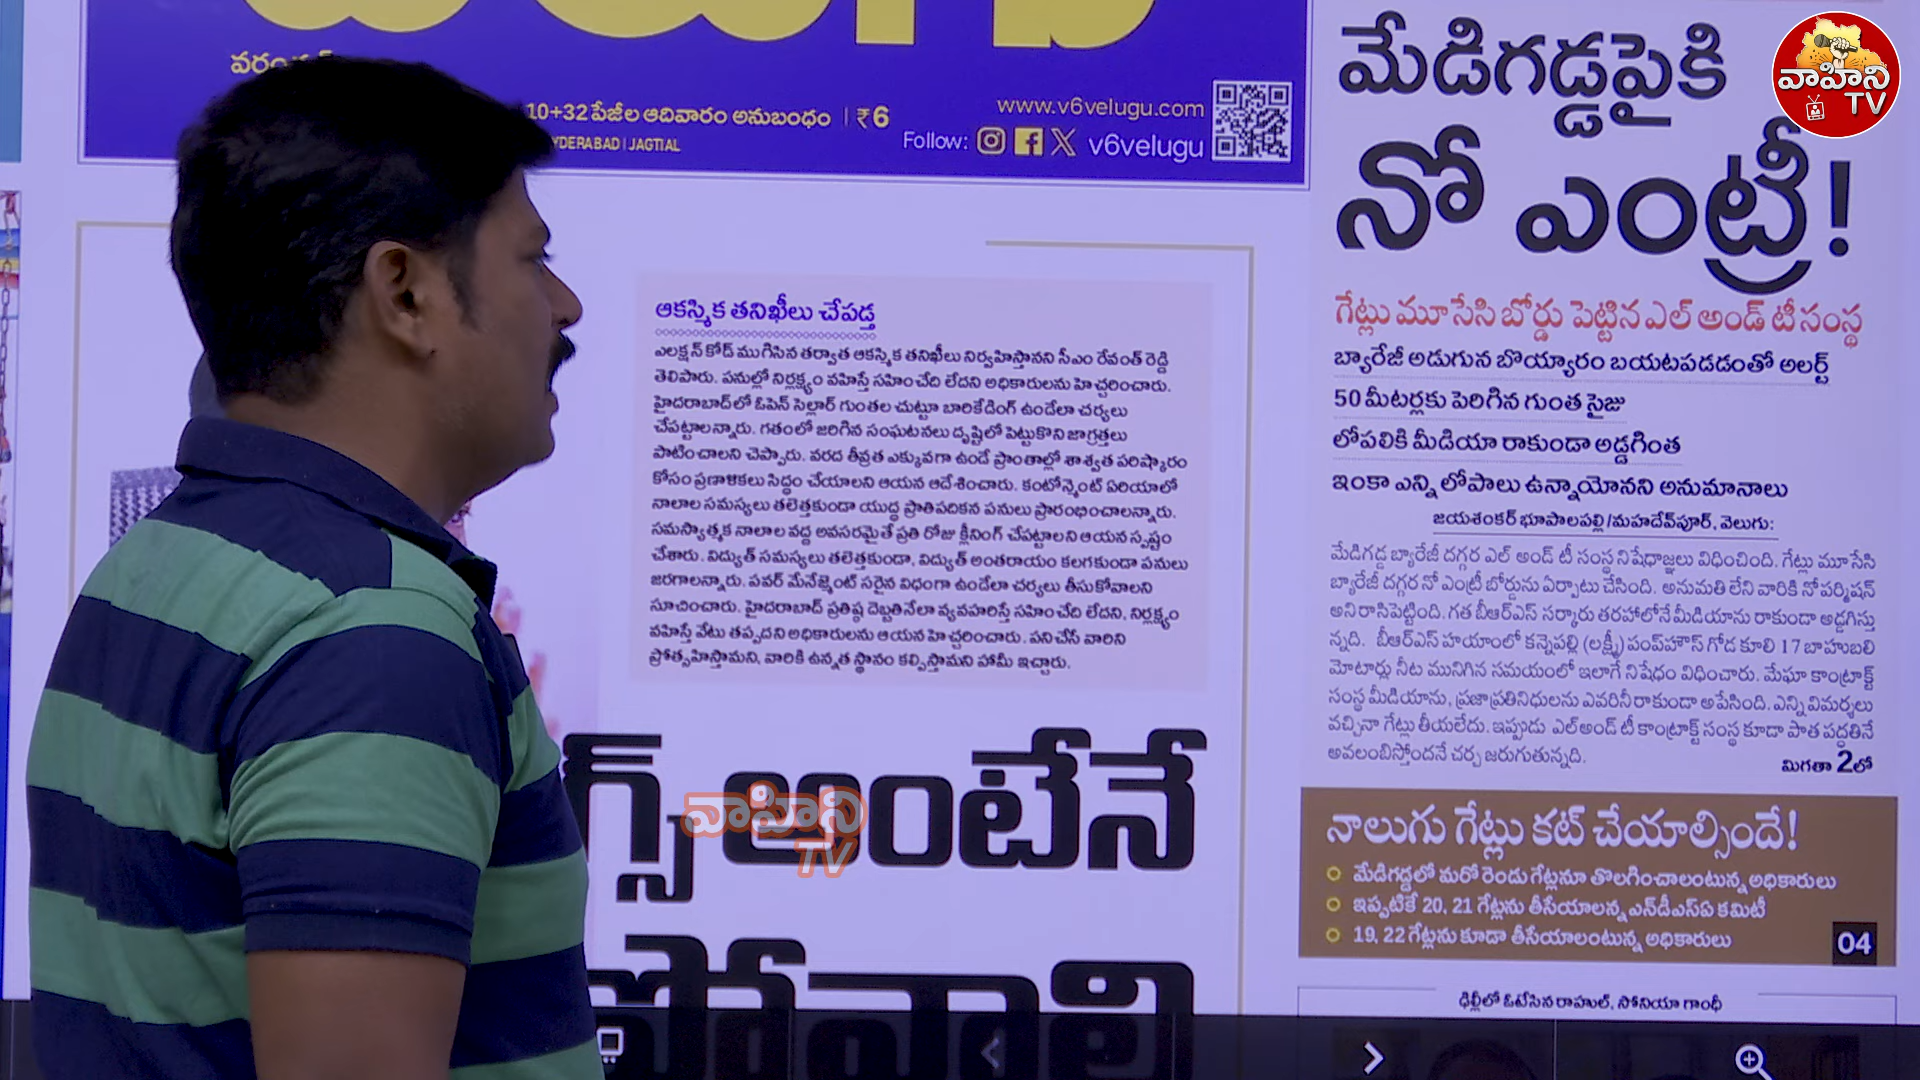 10+32 పేజీల ఆదివారం అనుబంధం | ₹6
www.v6velugu.com
YDERABAD | JAGTIAL
Follow: v6velugu
ఆకస్మిక తనిఖీలు చేపడ్త
ఎలక్షన్ కోడ్ ముగిసిన తర్వాత ఆకస్మిక తనిఖీలు నిర్వహిస్తానని సీఎం రేవంత్ రెడ్డి
తెలిపారు. పనుల్లో నిర్లక్ష్యం వహిస్తే సహించేది లేదని అధికారులను హెచ్చరించారు.
హైదరాబాద్‌లో ఓపెన్ సెల్లార్ గుంతల చుట్టూ బారికేడింగ్ ఉండేలా చర్యలు
చేపట్టాలన్నారు. గతంలో జరిగిన సంఘటనలు దృష్టిలో పెట్టుకొని జాగ్రత్తలు
పాటించాలని చెప్పారు. వరద తీవ్రత ఎక్కువగా ఉండే ప్రాంతాల్లో శాశ్వత పరిష్కారం
కోసం ప్రణాళికలు సిద్ధం చేయాలని ఆయన ఆదేశించారు. కంటోన్మెంట్ ఏరియాలో
నాలాల సమస్యలు తలెత్తకుండా యుద్ధ ప్రాతిపదికన పనులు ప్రారంభించాలన్నారు.
సమస్యాత్మక నాలాల వద్ద అవసరమైతే ప్రతి రోజు క్లీనింగ్ చేపట్టాలని ఆయన స్పష్టం
చేశారు. విద్యుత్ సమస్యలు తలెత్తకుండా, విద్యుత్ అంతరాయం కలగకుండా పనులు
జరగాలన్నారు. పవర్ మేనేజ్మెంట్ సరైన విధంగా ఉండేలా చర్యలు తీసుకోవాలని
సూచించారు. హైదరాబాద్ ప్రతిష్ఠ దెబ్బతినేలా వ్యవహరిస్తే సహించేది లేదని, నిర్లక్ష్యం
వహిస్తే వేటు తప్పదని అధికారులను ఆయన హెచ్చరించారు. పని చేసే వారిని
ప్రోత్సహిస్తామని, వారికి ఉన్నత స్థానం కల్పిస్తామని హామీ ఇచ్చారు.
గ్స్ అంటేనే
వాహిని
TV
మేడిగడ్డపైకి
నో ఎంట్రీ!
గేట్లు మూసేసి బోర్డు పెట్టిన ఎల్ అండ్ టీ సంస్థ
బ్యారేజీ అడుగున బొయ్యారం బయటపడడంతో అలర్ట్
50 మీటర్లకు పెరిగిన గుంత సైజు
లోపలికి మీడియా రాకుండా అడ్డగింత
ఇంకా ఎన్ని లోపాలు ఉన్నాయోనని అనుమానాలు
జయశంకర్ భూపాలపల్లి/మహదేవ్‌పూర్, వెలుగు:
మేడిగడ్డ బ్యారేజీ దగ్గర ఎల్ అండ్ టీ సంస్థ నిషేధాజ్ఞలు విధించింది. గేట్లు మూసేసి
బ్యారేజీ దగ్గర నో ఎంట్రీ బోర్డును ఏర్పాటు చేసింది. అనుమతి లేని వారికి నో పర్మిషన్
అని రాసిపెట్టింది. గత బీఆర్ఎస్ సర్కారు తరహాలోనే మీడియాను రాకుండా అడ్డగిస్తు
న్నది. బీఆర్ఎస్ హయాంలో కన్నెపల్లి (లక్ష్మీ) పంప్‌హౌస్ గోడ కూలి 17 బాహుబలి
మోటార్లు నీట మునిగిన సమయంలో ఇలాగే నిషేధం విధించారు. మేఘా కాంట్రాక్ట్
సంస్థ మీడియాను, ప్రజాప్రతినిధులను ఎవరినీ రాకుండా ఆపేసింది. ఎన్ని విమర్శలు
వచ్చినా గేట్లు తీయలేదు. ఇప్పుడు ఎల్అండ్ టీ కాంట్రాక్ట్ సంస్థ కూడా పాత పద్ధతినే
అవలంబిస్తోందనే చర్చ జరుగుతున్నది.
మిగతా 2లో
నాలుగు గేట్లు కట్ చేయాల్సిందే!
మేడిగడ్డలో మరో రెండు గేట్లనూ తొలగించాలంటున్న అధికారులు
ఇప్పటికే 20, 21 గేట్లను తీసేయాలన్న ఎన్‌డీఎస్ఏ కమిటీ
19, 22 గేట్లను కూడా తీసేయాలంటున్న అధికారులు
04
ఢిల్లీలో ఓటేసిన రాహుల్, సోనియా గాంధీ
వాహిని
TV